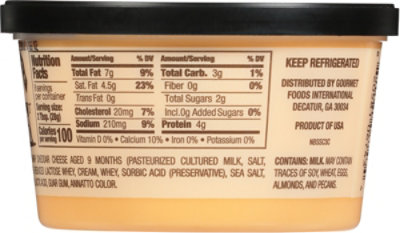 Nutrition
Facts
8 servings
per container
serving size:
2 Tbsp. (28g)
Calories
per serving 100
Amount/Serving % DV
Total Fat 7g 9%
Sat. Fat 4.5g 23%
Trans Fat 0g
Cholesterol 20mg 7%
Sodium 210mg 9%
Amount/Serving % DV
Total Carb. 3g 1%
Fiber 0g 0%
Total Sugars 2g
Incl. 0g Added Sugars 0%
Protein 4g
Vitamin D 0% • Calcium 10% • Iron 0% • Potassium 0%
KEEP REFRIGERATED
DISTRIBUTED BY GOURMET
FOODS INTERNATIONAL
DECATUR, GA 30034
PRODUCT OF USA
NBSSCSC
CHEDDAR CHEESE AGED 9 MONTHS (PASTEURIZED CULTURED MILK, SALT,
LACTOSE WHEY, CREAM, WHEY, SORBIC ACID (PRESERVATIVE), SEA SALT,
ACID, GUAR GUM, ANNATTO COLOR).
CONTAINS: MILK. MAY CONTAIN
TRACES OF SOY, WHEAT, EGGS,
ALMONDS, AND PECANS.